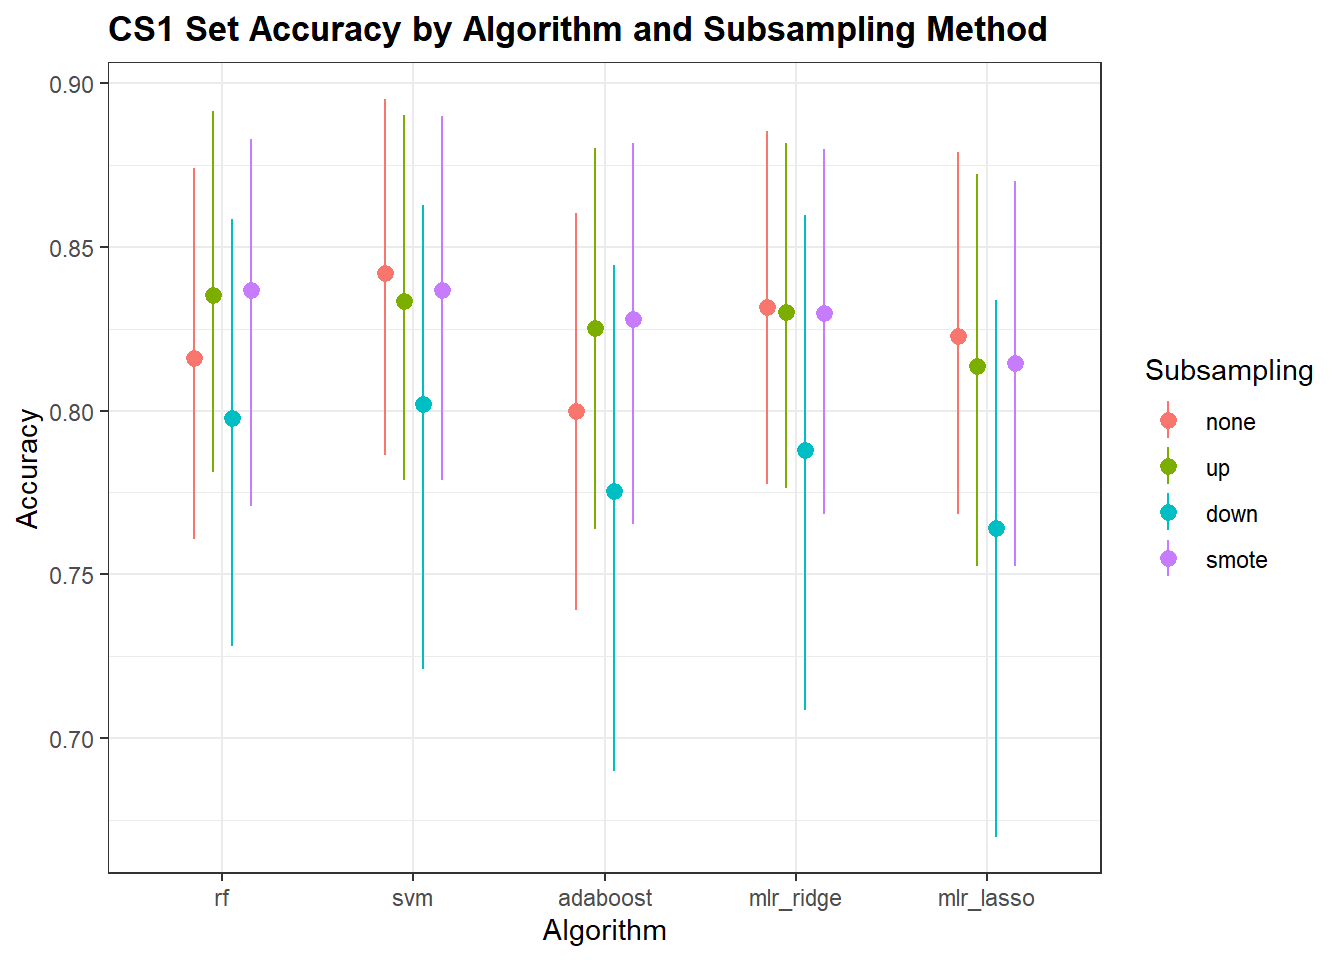 CS1 Set Accuracy by Algorithm and Subsampling Method
0.90
0.85
0.80
0.75
0.70
Accuracy
rf
svm
adaboost
mlr_ridge
mlr_lasso
Algorithm
Subsampling
none
up
down
smote